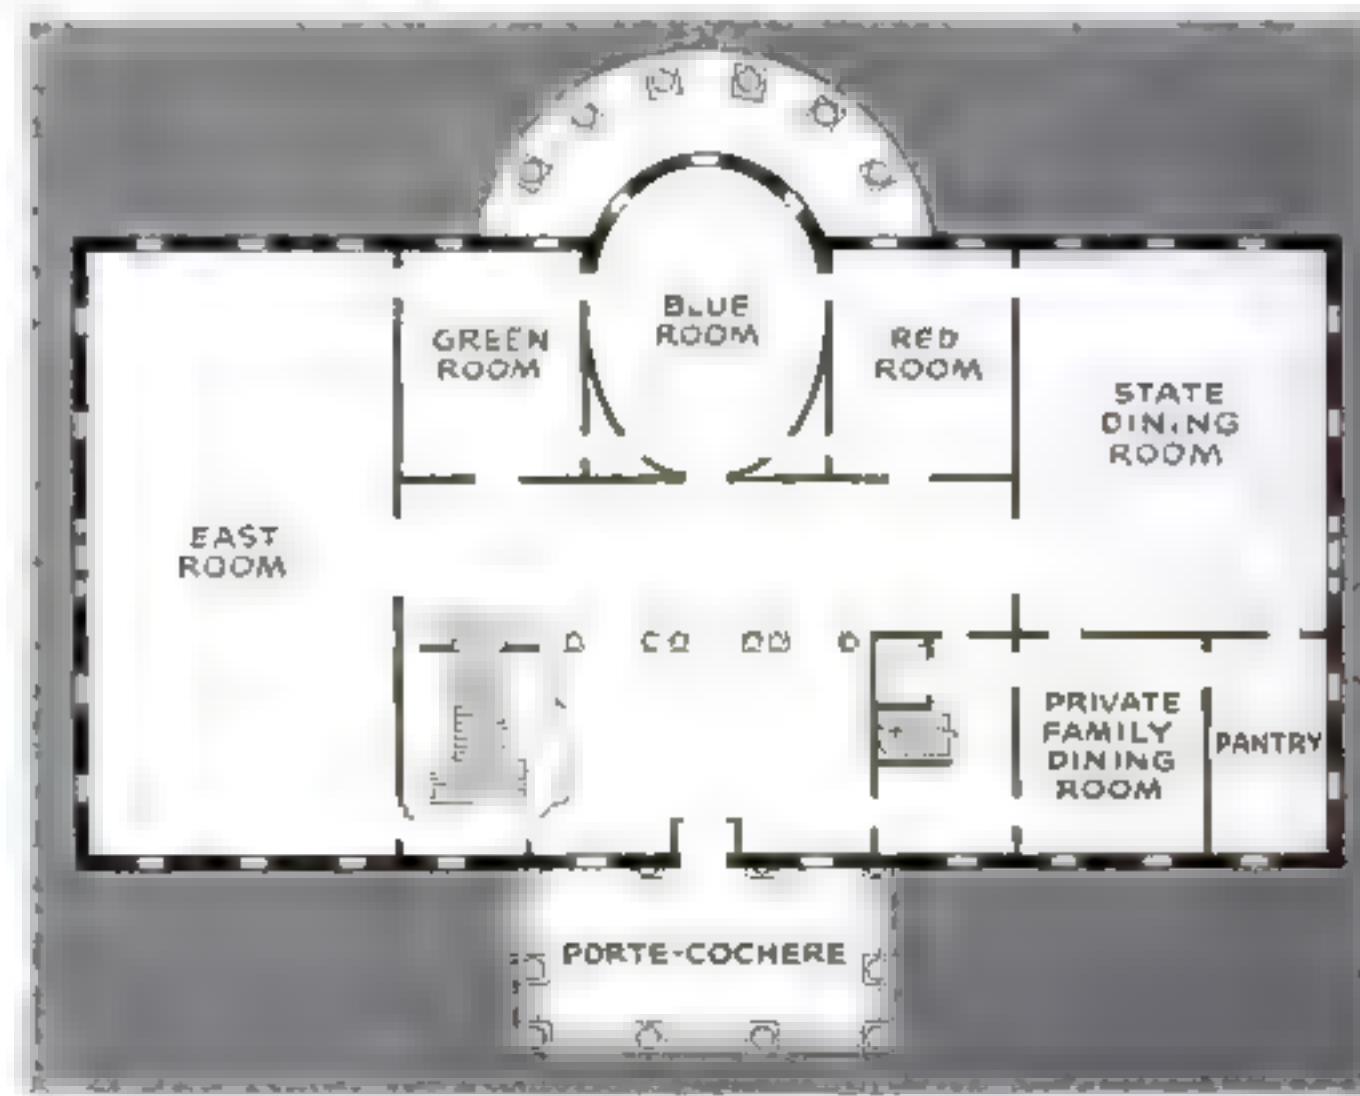 BLUE
ROOM
GREEN
ROOM
RED
ROOM
STATE
DINING
ROOM
EAST
ROOM
PRIVATE
FAMILY
DINING
ROOM
PANTRY
PORTE-COCHERE